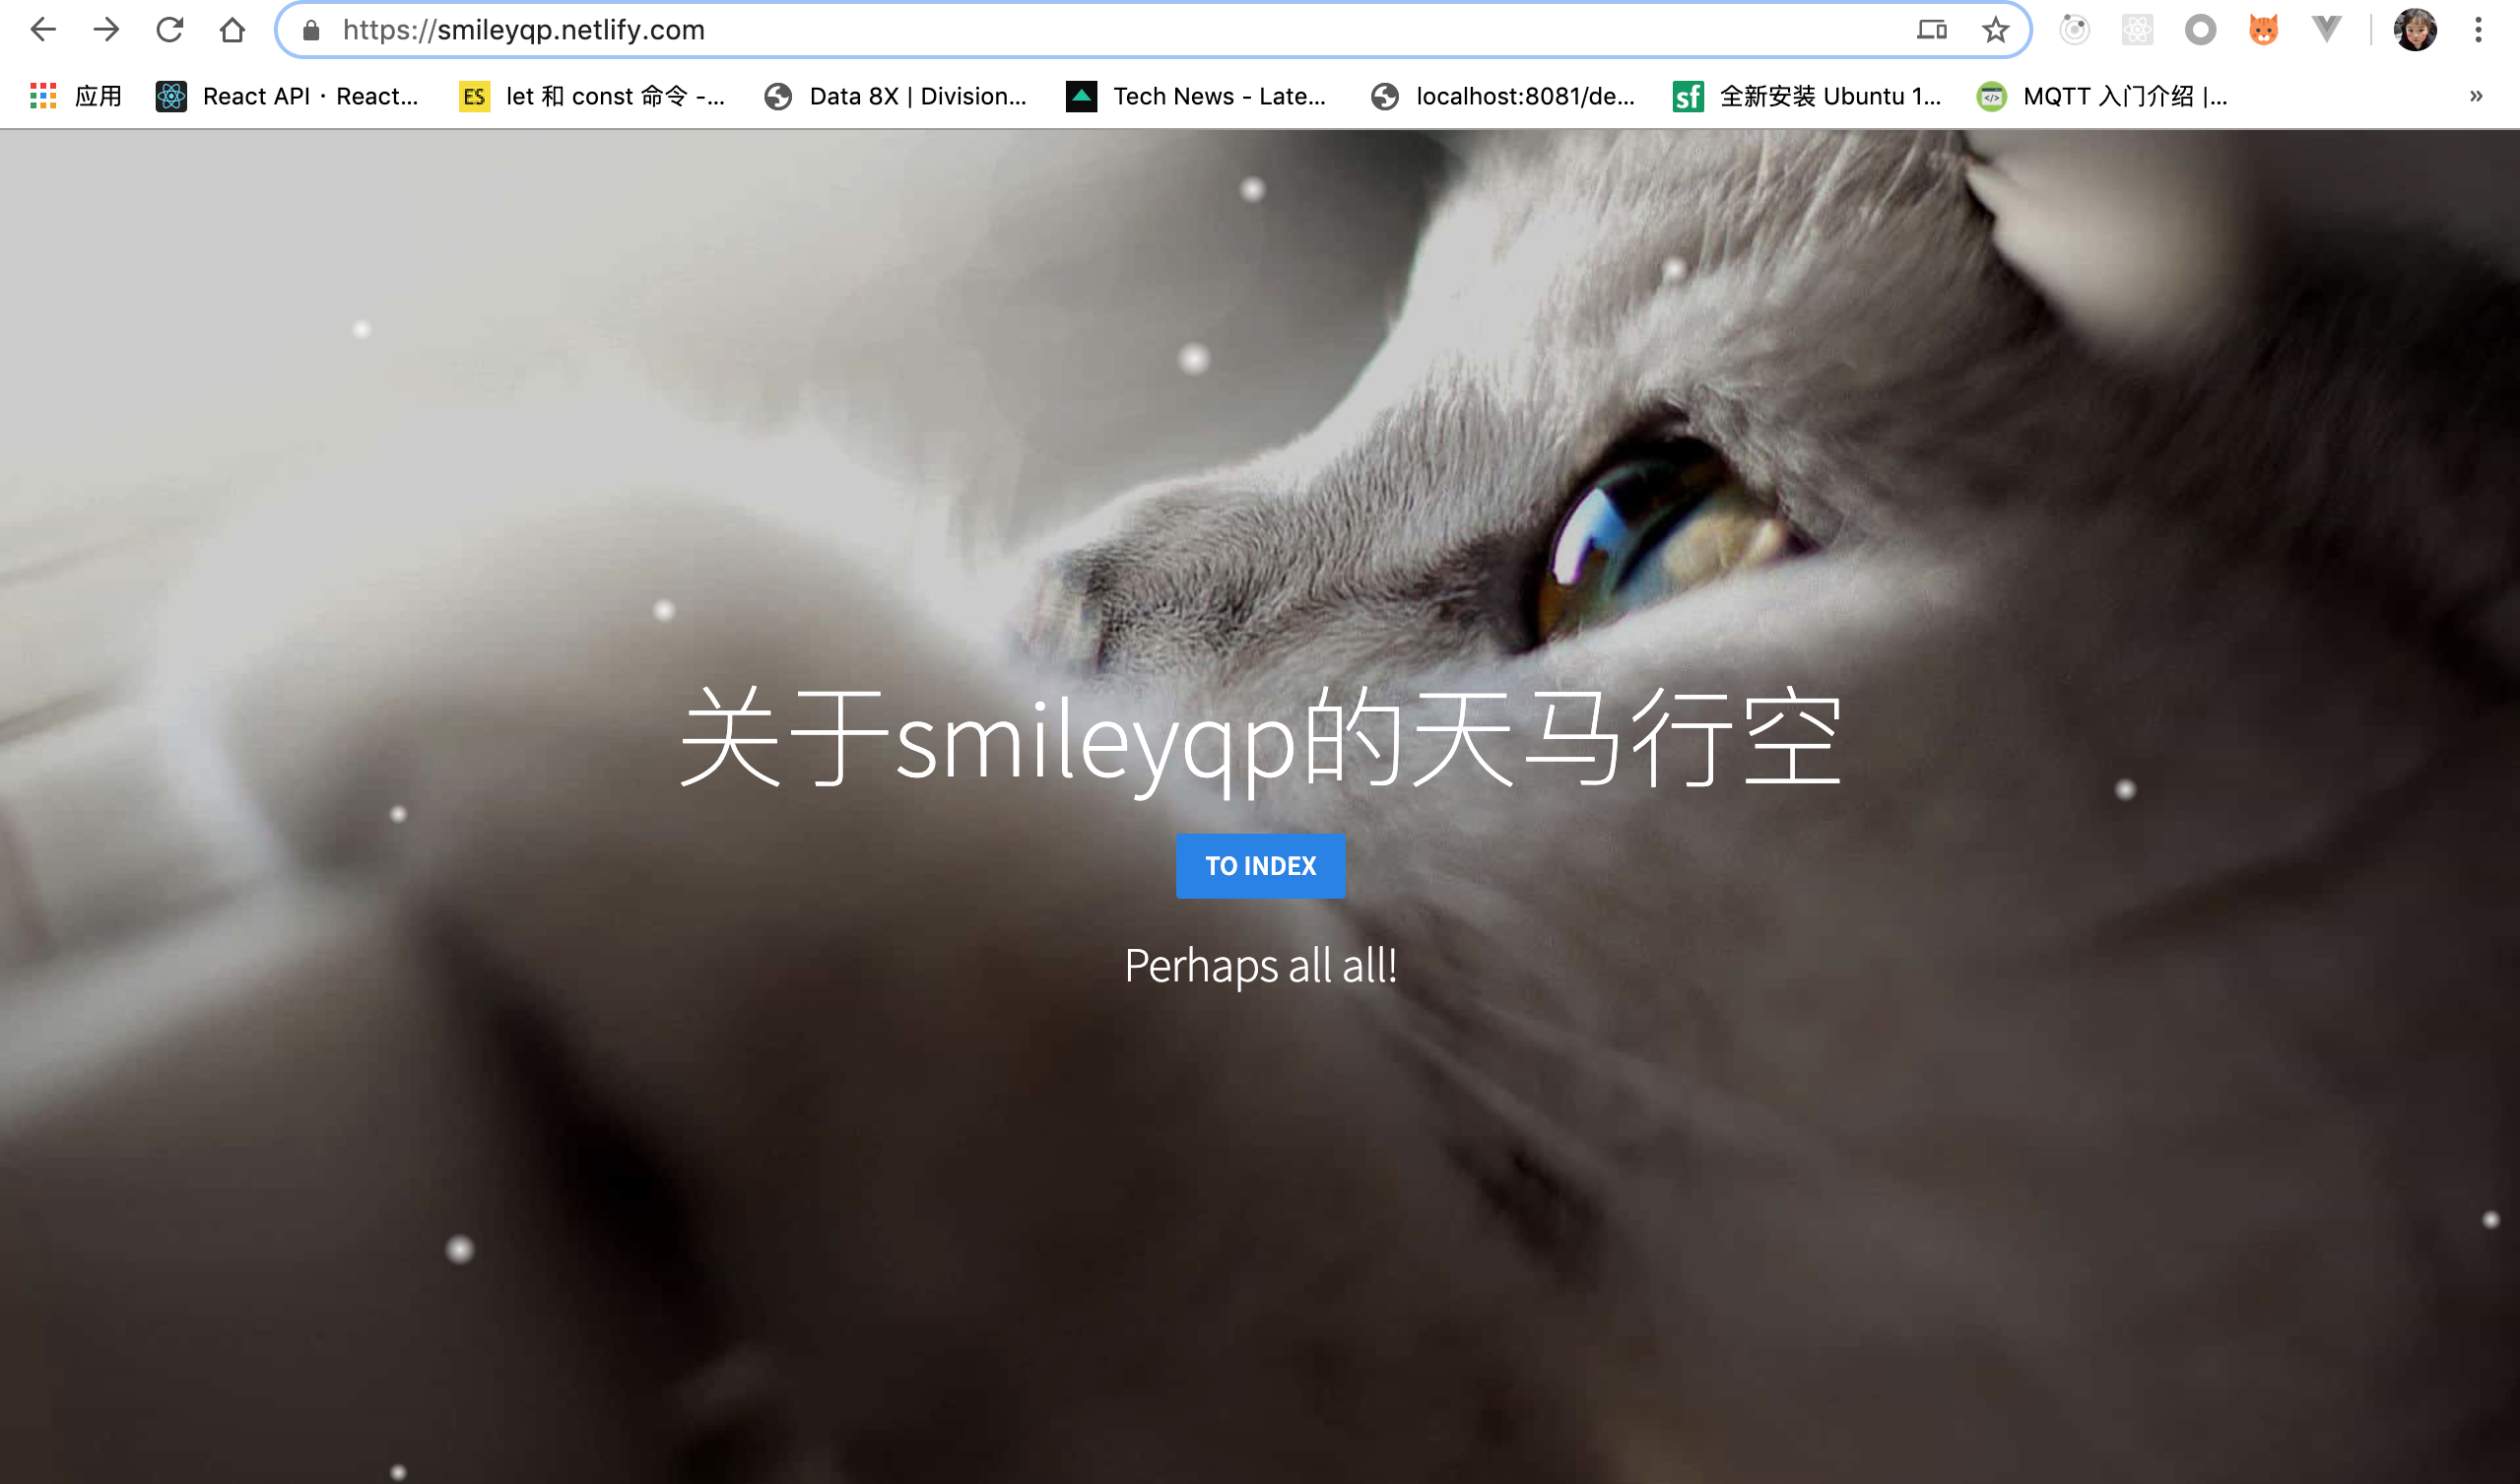 https://smileyqp.netlify.com
应用 React API · React... ES let 和 const 命令 -... Data 8X | Division... Tech News - Late... localhost:8081/de... sf 全新安装 Ubuntu 1... MQTT 入门介绍 |... »
关于smileyqp的天马行空
TO INDEX
Perhaps all all!